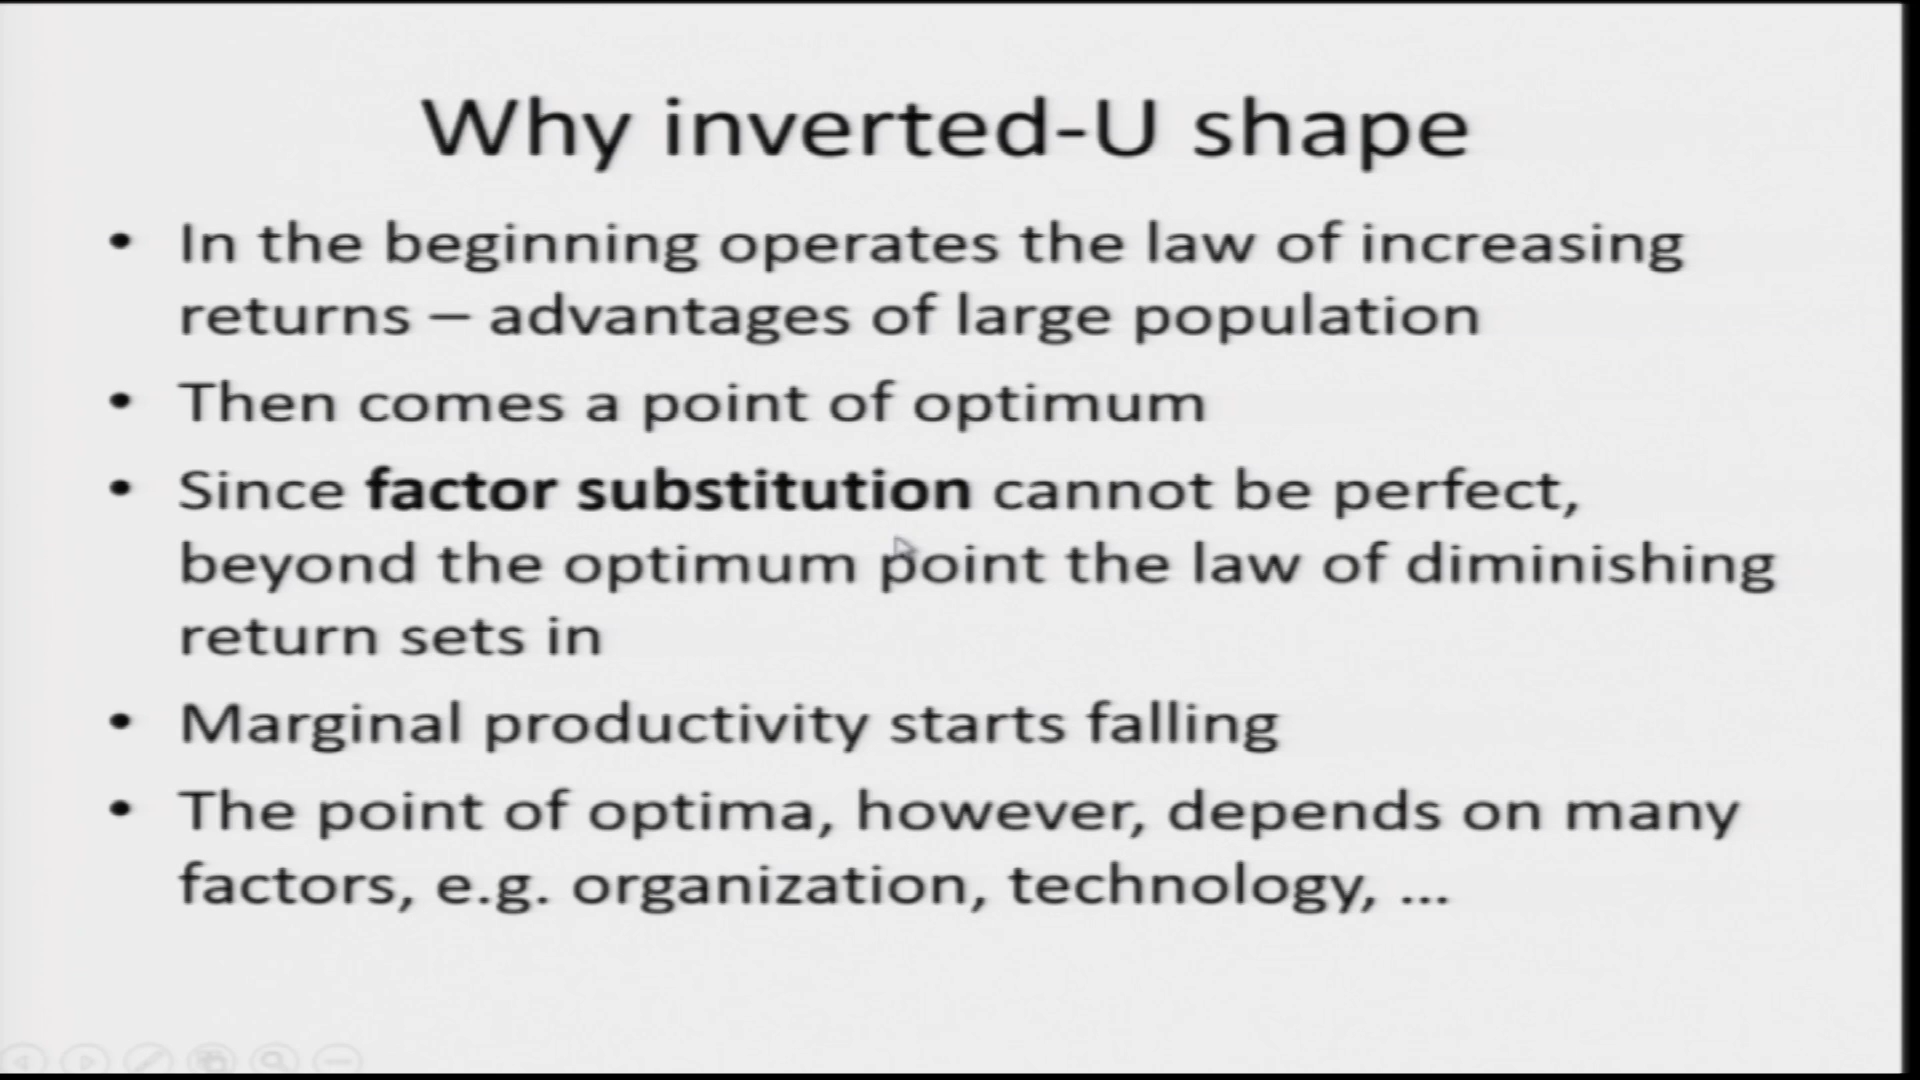 Why inverted-U shape
• In the beginning operates the law of increasing
returns – advantages of large population
• Then comes a point of optimum
• Since factor substitution cannot be perfect,
beyond the optimum point the law of diminishing
return sets in
• Marginal productivity starts falling
• The point of optima, however, depends on many
factors, e.g. organization, technology, ...